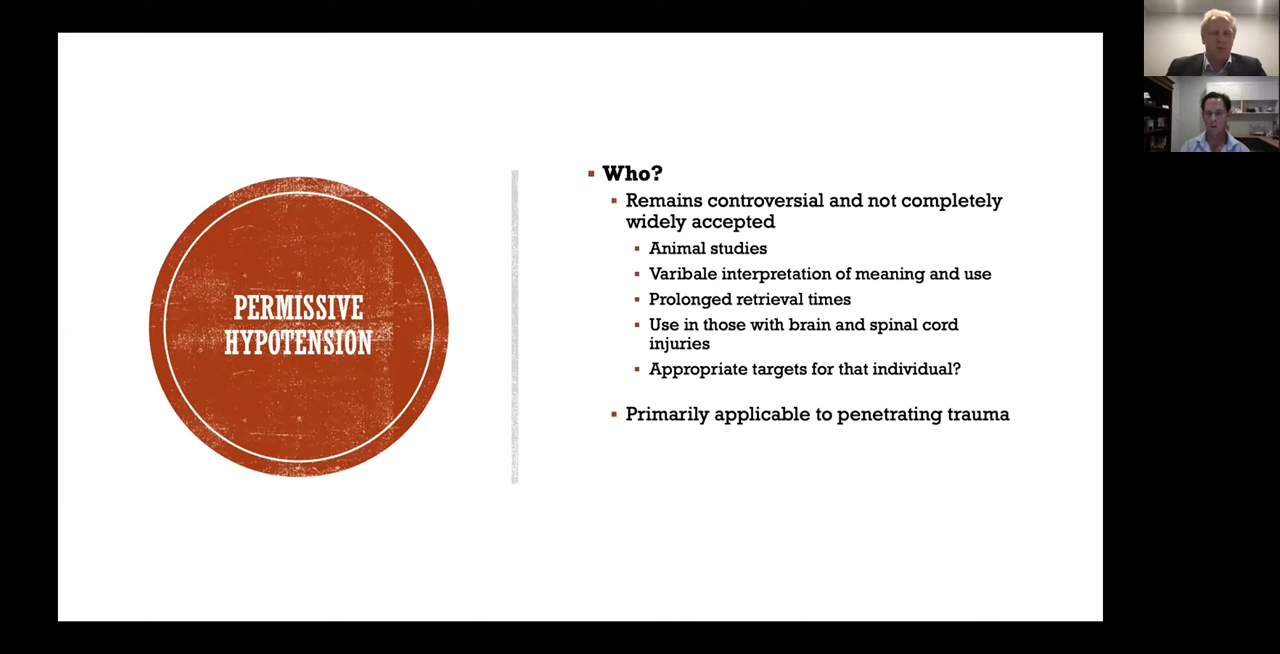 PERMISSIVE
HYPOTENSION
▪ Who?
▪ Remains controversial and not completely
widely accepted
▪ Animal studies
▪ Varibale interpretation of meaning and use
▪ Prolonged retrieval times
▪ Use in those with brain and spinal cord
injuries
▪ Appropriate targets for that individual?
▪ Primarily applicable to penetrating trauma